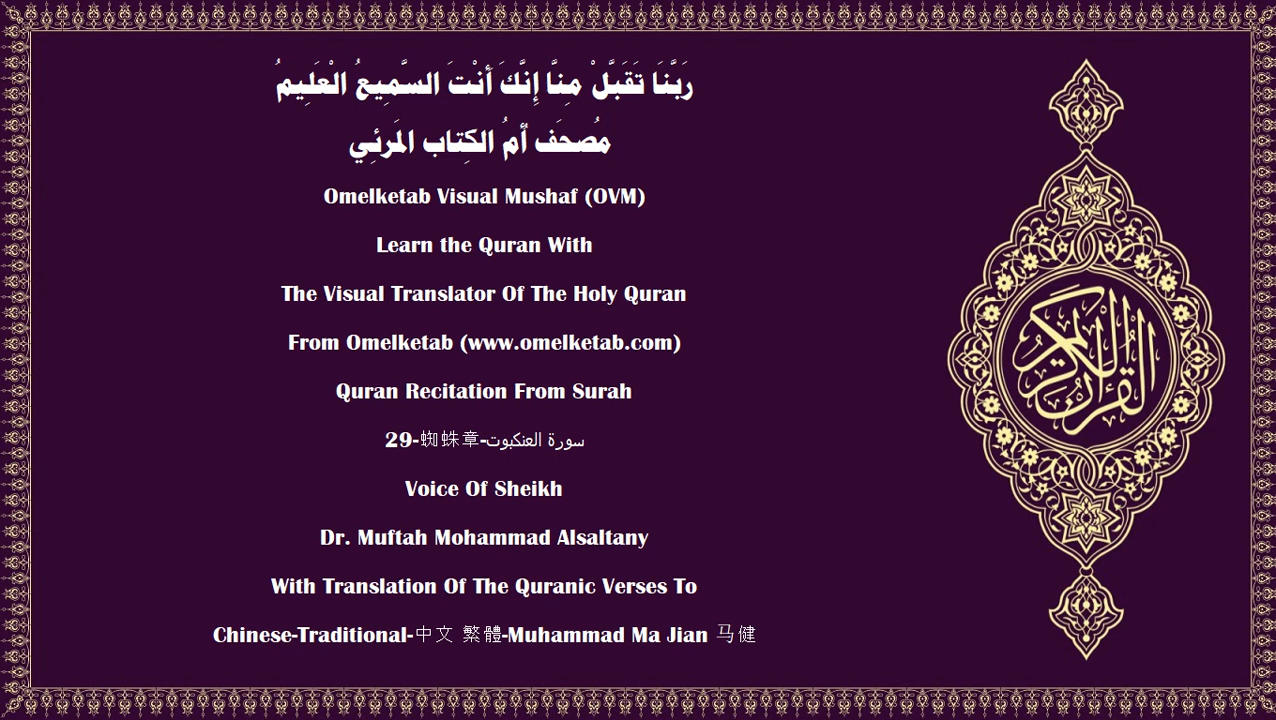 رَبَّنَا تَقَبَّلْ مِنَّا إِنَّكَ أَنْتَ السَّمِيعُ الْعَلِيمُ
مُصحَف أمُ الكِتاب المَرئِي
Omelketab Visual Mushaf (OVM)
Learn the Quran With
The Visual Translator Of The Holy Quran
From Omelketab (www.omelketab.com)
Quran Recitation From Surah
29-蜘蛛章-سورة العنكبوت
Voice Of Sheikh
Dr. Muftah Mohammad Alsaltany
With Translation Of The Quranic Verses To
Chinese-Traditional-中文 繁體-Muhammad Ma Jian 马健
القرآن الكريم